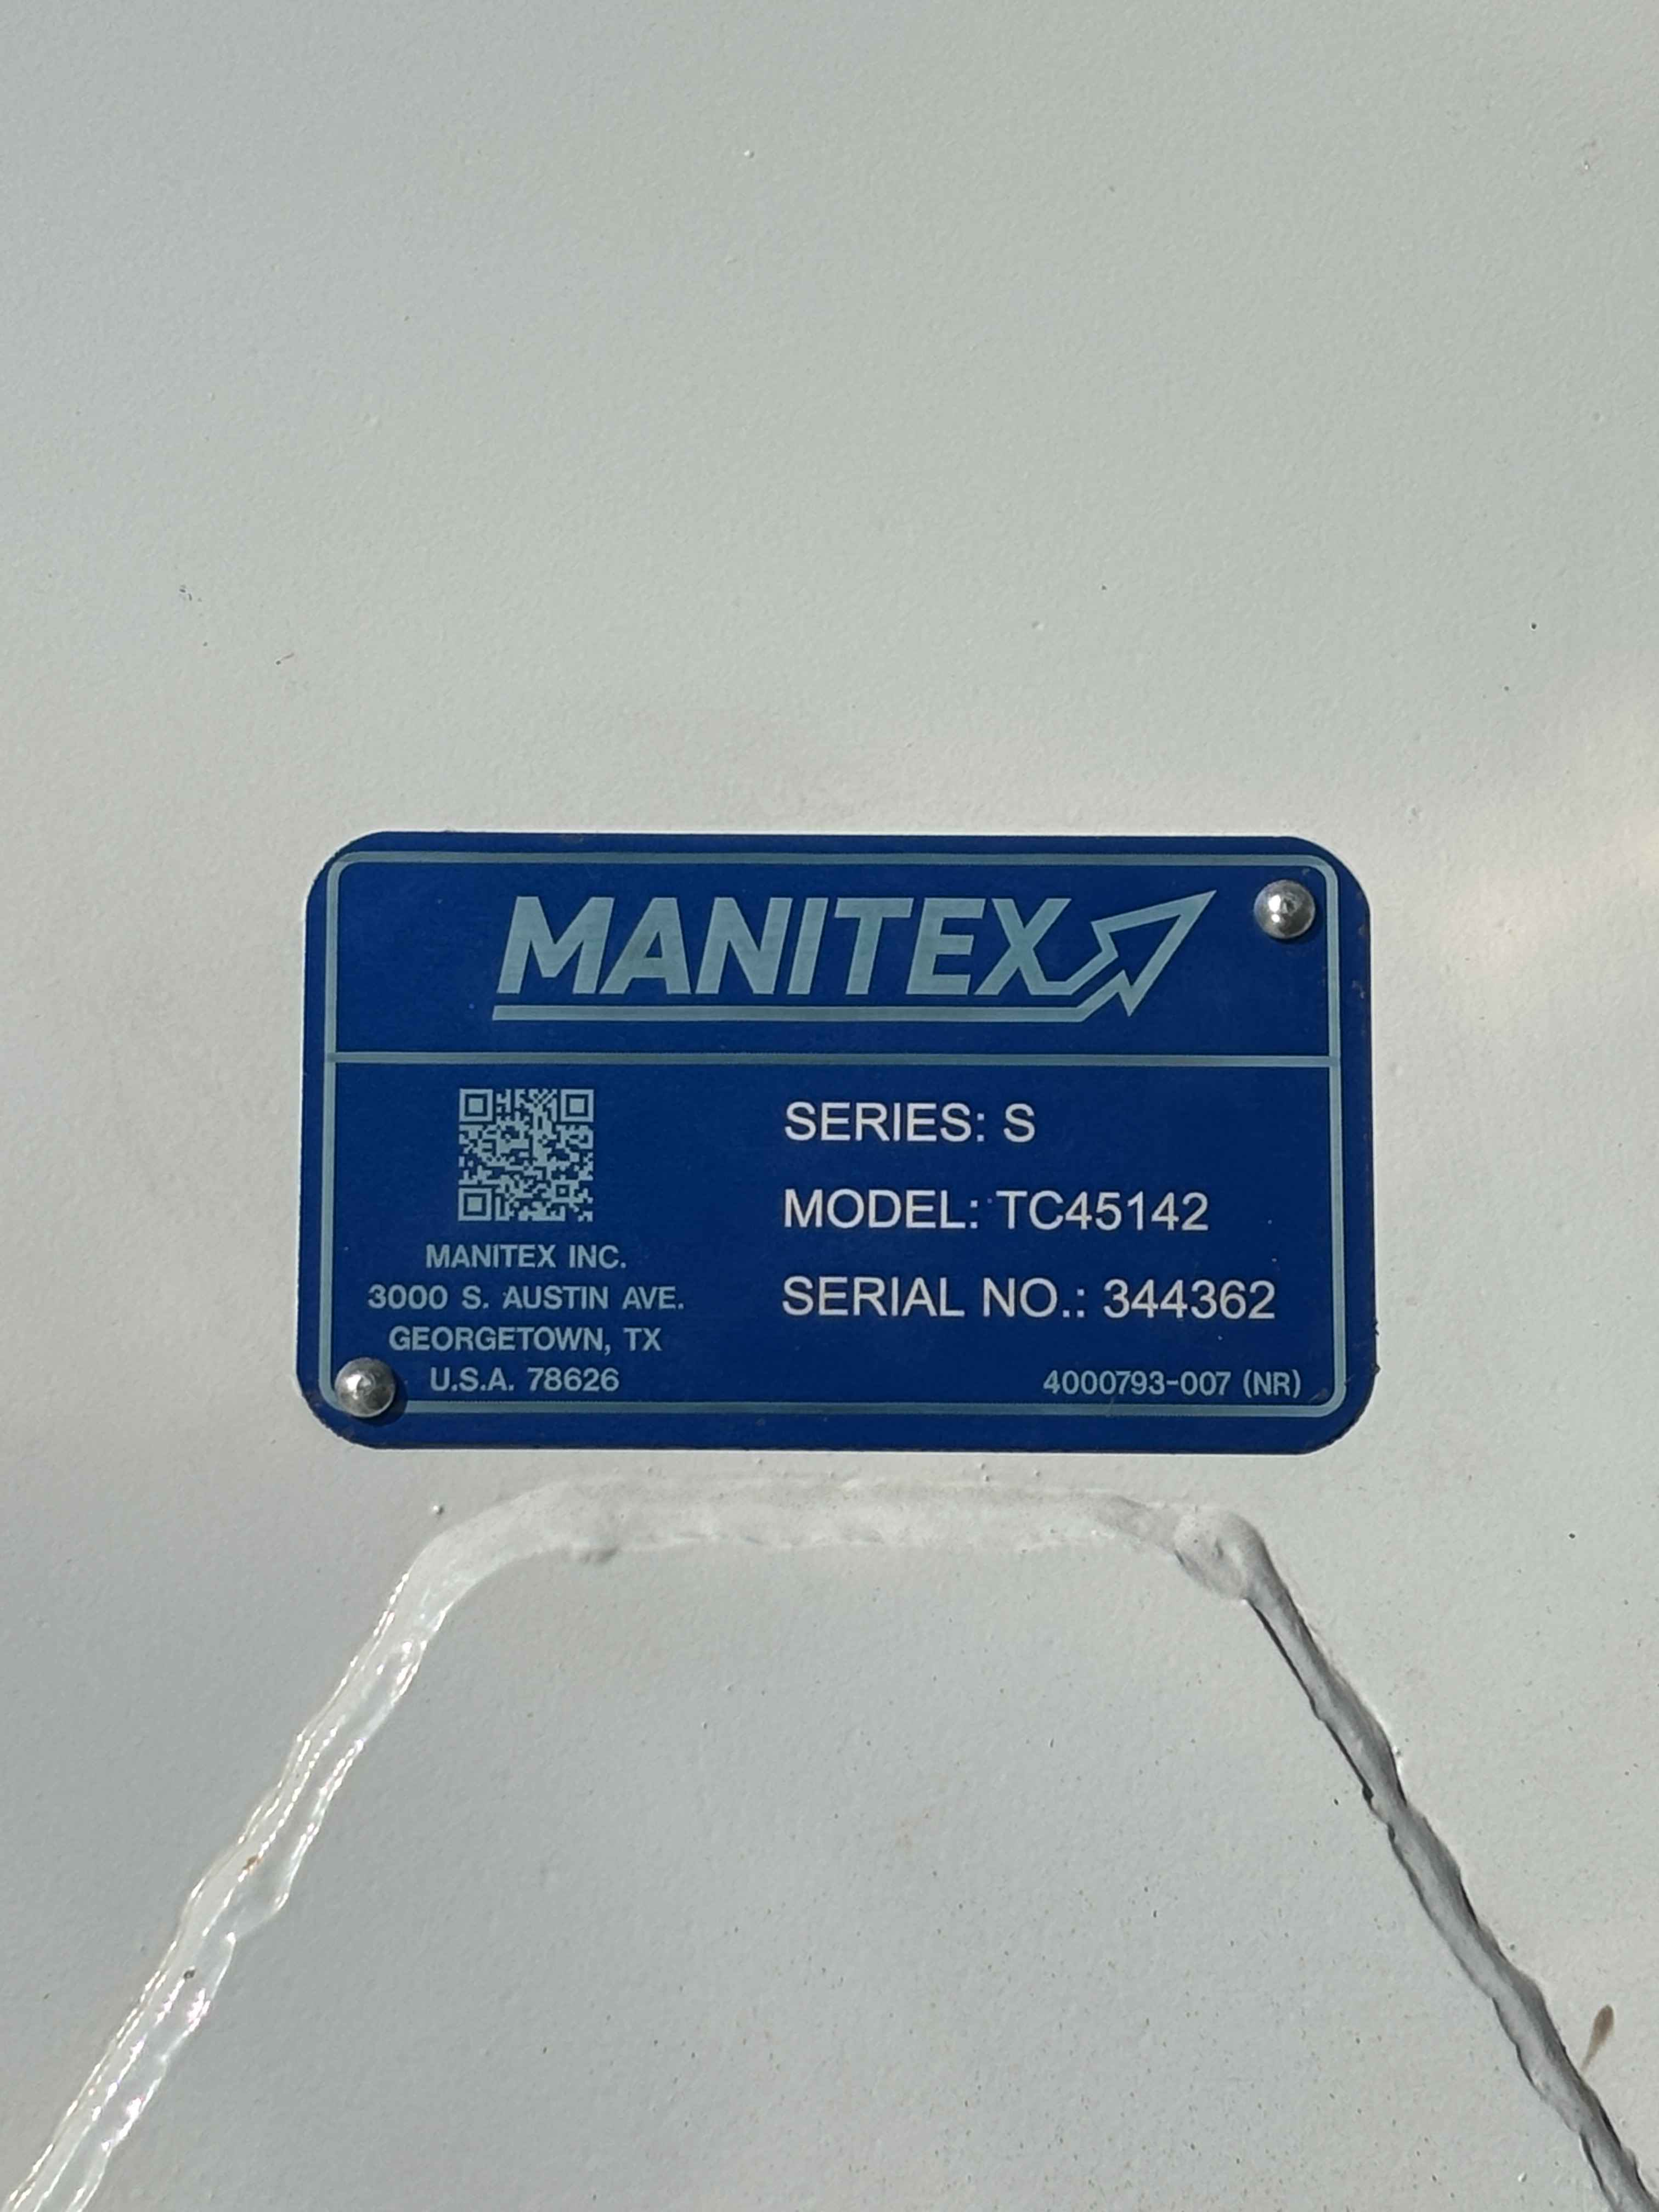 MANITEX
SERIES: S
MODEL: TC45142
SERIAL NO.: 344362
MANITEX INC.
3000 S. AUSTIN AVE.
GEORGETOWN, TX
U.S.A. 78626
4000793-007 (NR)